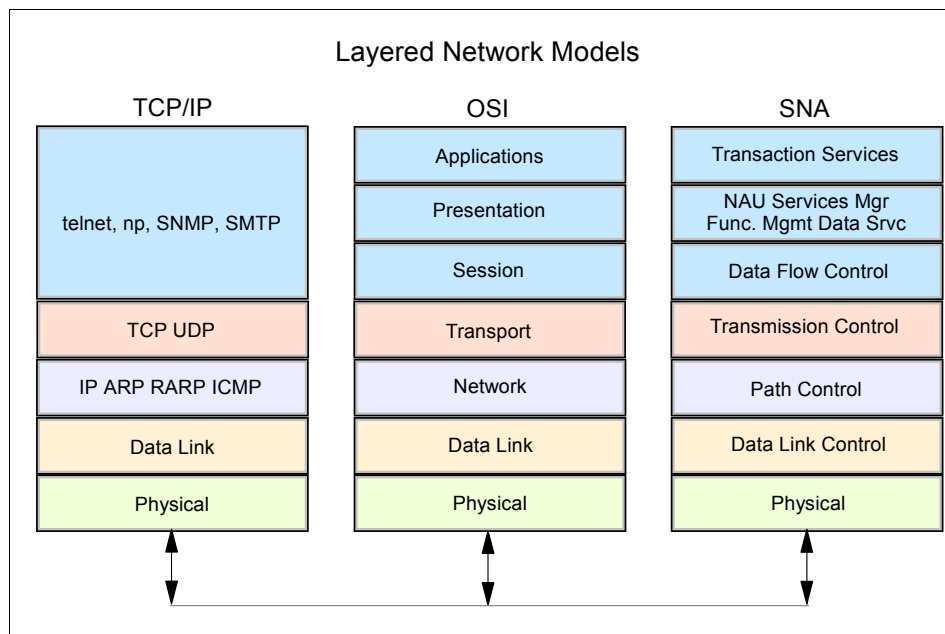 Layered Network Models
TCP/IP
telnet, np, SNMP, SMTP
TCP UDP
IP ARP RARP ICMP
Data Link
Physical
OSI
Applications
Presentation
Session
Transport
Network
Data Link
Physical
SNA
Transaction Services
NAU Services Mgr
Func. Mgmt Data Srvc
Data Flow Control
Transmission Control
Path Control
Data Link Control
Physical